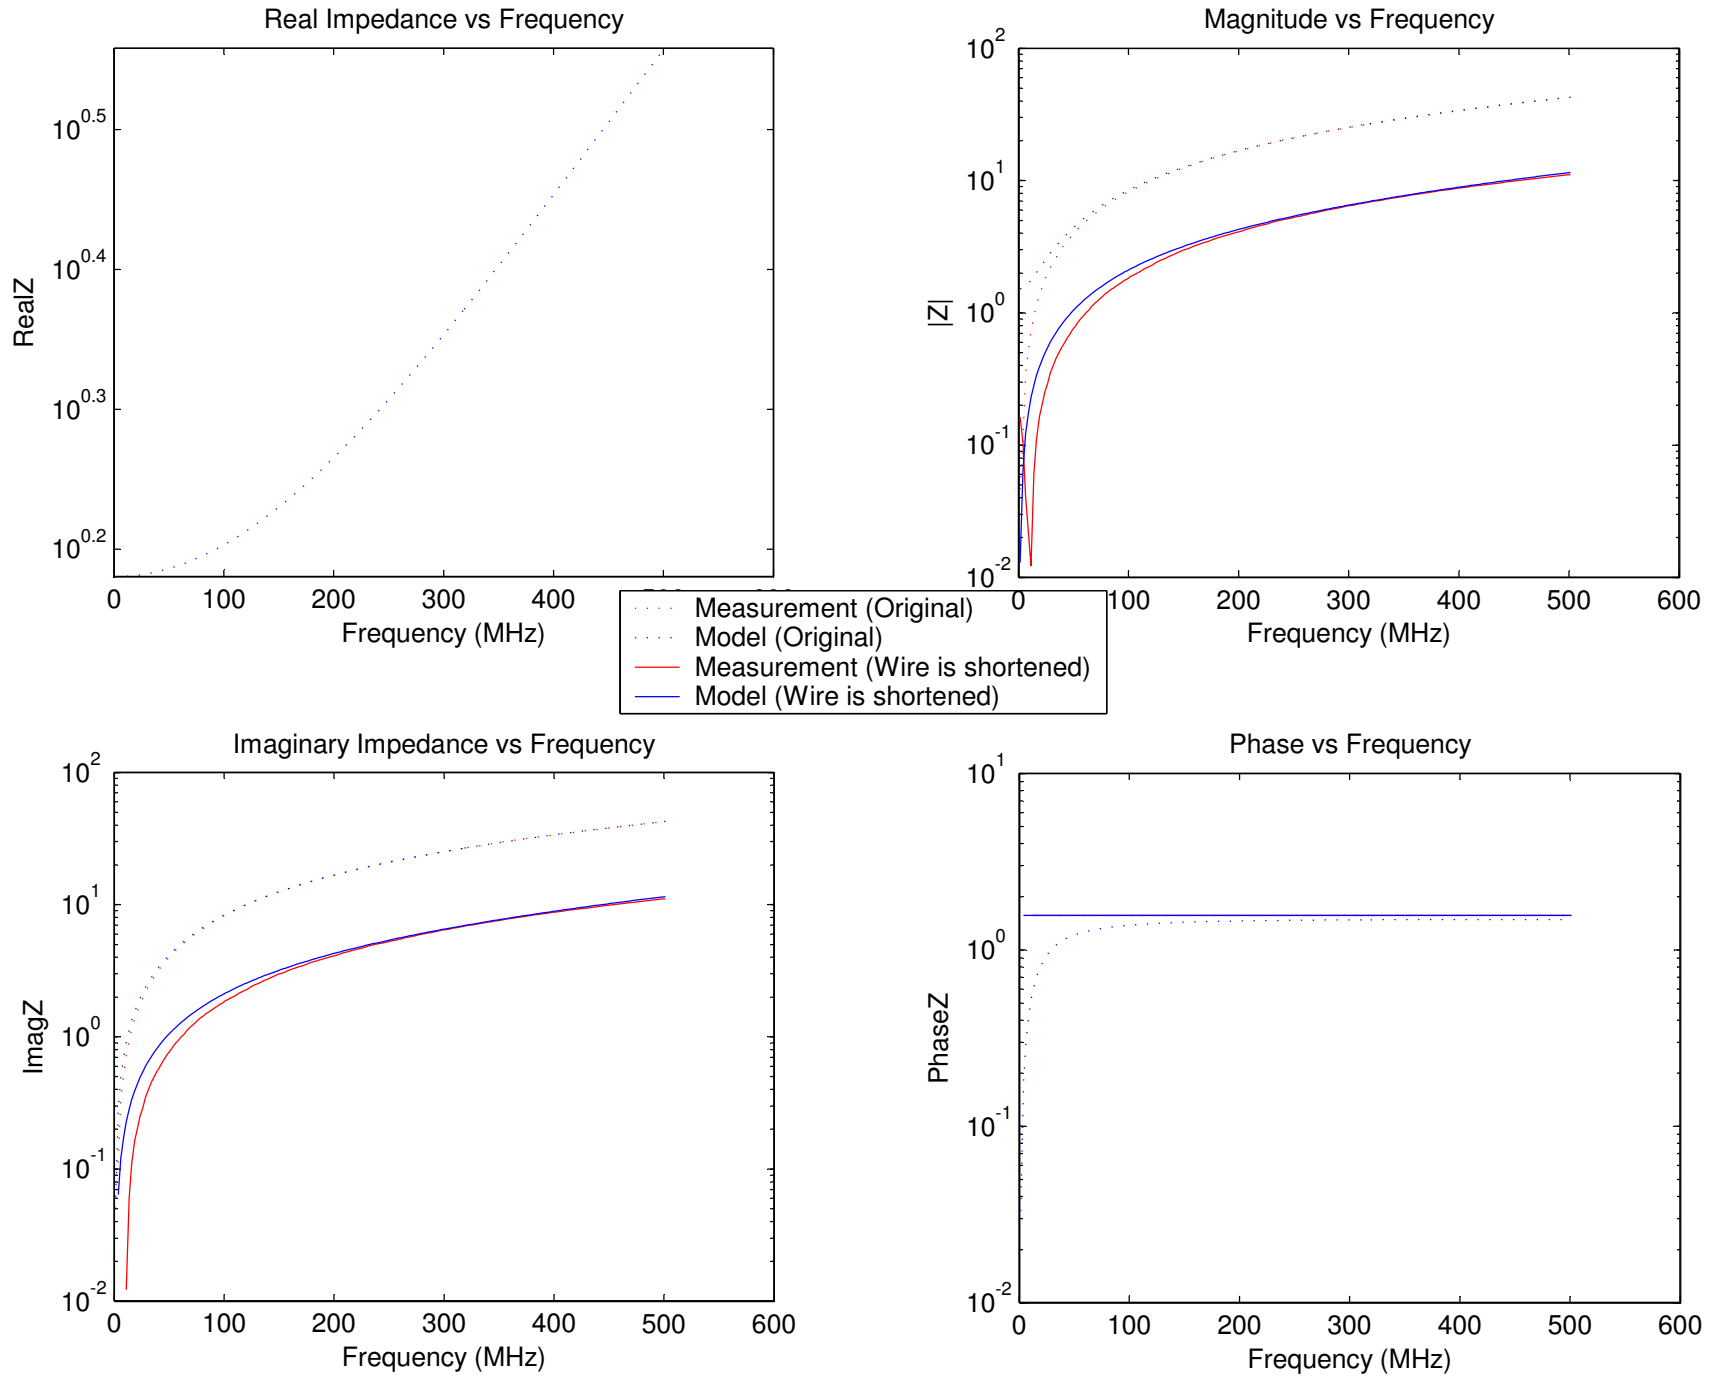 Real Impedance vs Frequency
RealZ
10^0.5
10^0.4
10^0.3
10^0.2
0 100 200 300 400
Frequency (MHz)
Magnitude vs Frequency
|Z|
10^2
10^1
10^0
10^-1
10^-2
0 100 200 300 400 500 600
Frequency (MHz)
Measurement (Original)
Model (Original)
Measurement (Wire is shortened)
Model (Wire is shortened)
Imaginary Impedance vs Frequency
ImagZ
10^2
10^1
10^0
10^-1
10^-2
0 100 200 300 400 500 600
Frequency (MHz)
Phase vs Frequency
PhaseZ
10^1
10^0
10^-1
10^-2
0 100 200 300 400 500 600
Frequency (MHz)